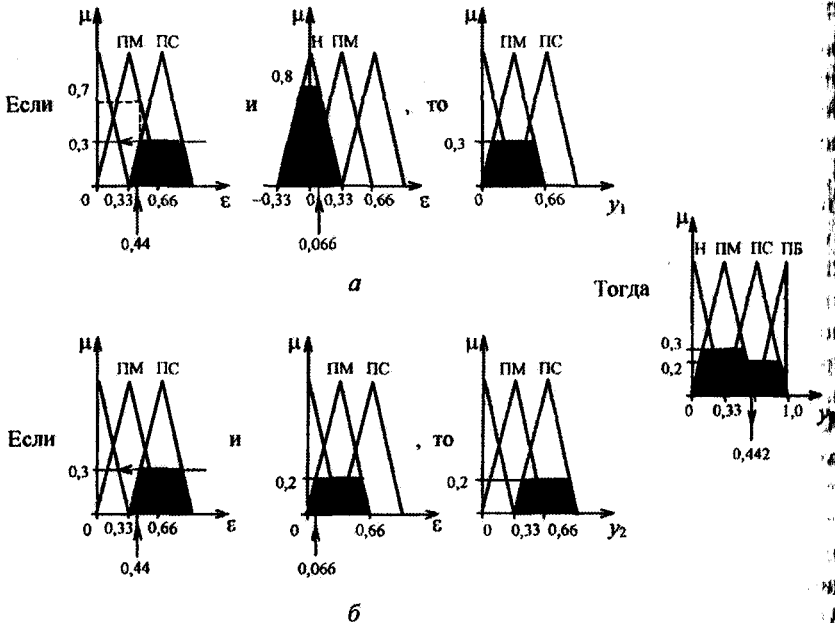 μ
ПМ ПС
0,7
0,3
Если
0 0,33 0,66 ε
0,44
и
μ
Н ПМ
0,8
-0,33 0 0,33 0,66 ε
0,066
, то
μ
ПМ ПС
0,3
0 0,66 y₁
а
Тогда
μ
Н ПМ ПС ПБ
0,3
0,2
0 0,33 1,0 y
0,442
μ
ПМ ПС
Если
0,3
0 0,33 0,66 ε
0,44
и
μ
ПМ ПС
0,2
0 0,66 ε
0,066
, то
μ
ПМ ПС
0,2
0 0,33 0,66 y₂
б